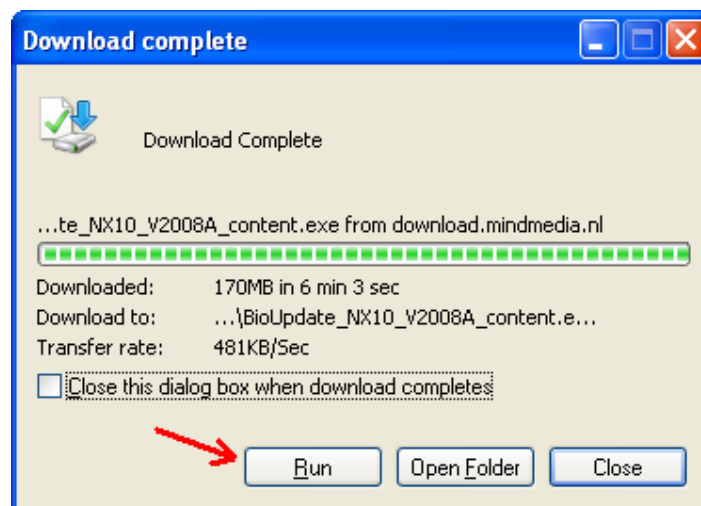 Download complete
Download Complete
...te_NX10_V2008A_content.exe from download.mindmedia.nl
Downloaded: 170MB in 6 min 3 sec
Download to: ...\BioUpdate_NX10_V2008A_content.e...
Transfer rate: 481KB/Sec
Close this dialog box when download completes
Run Open Folder Close